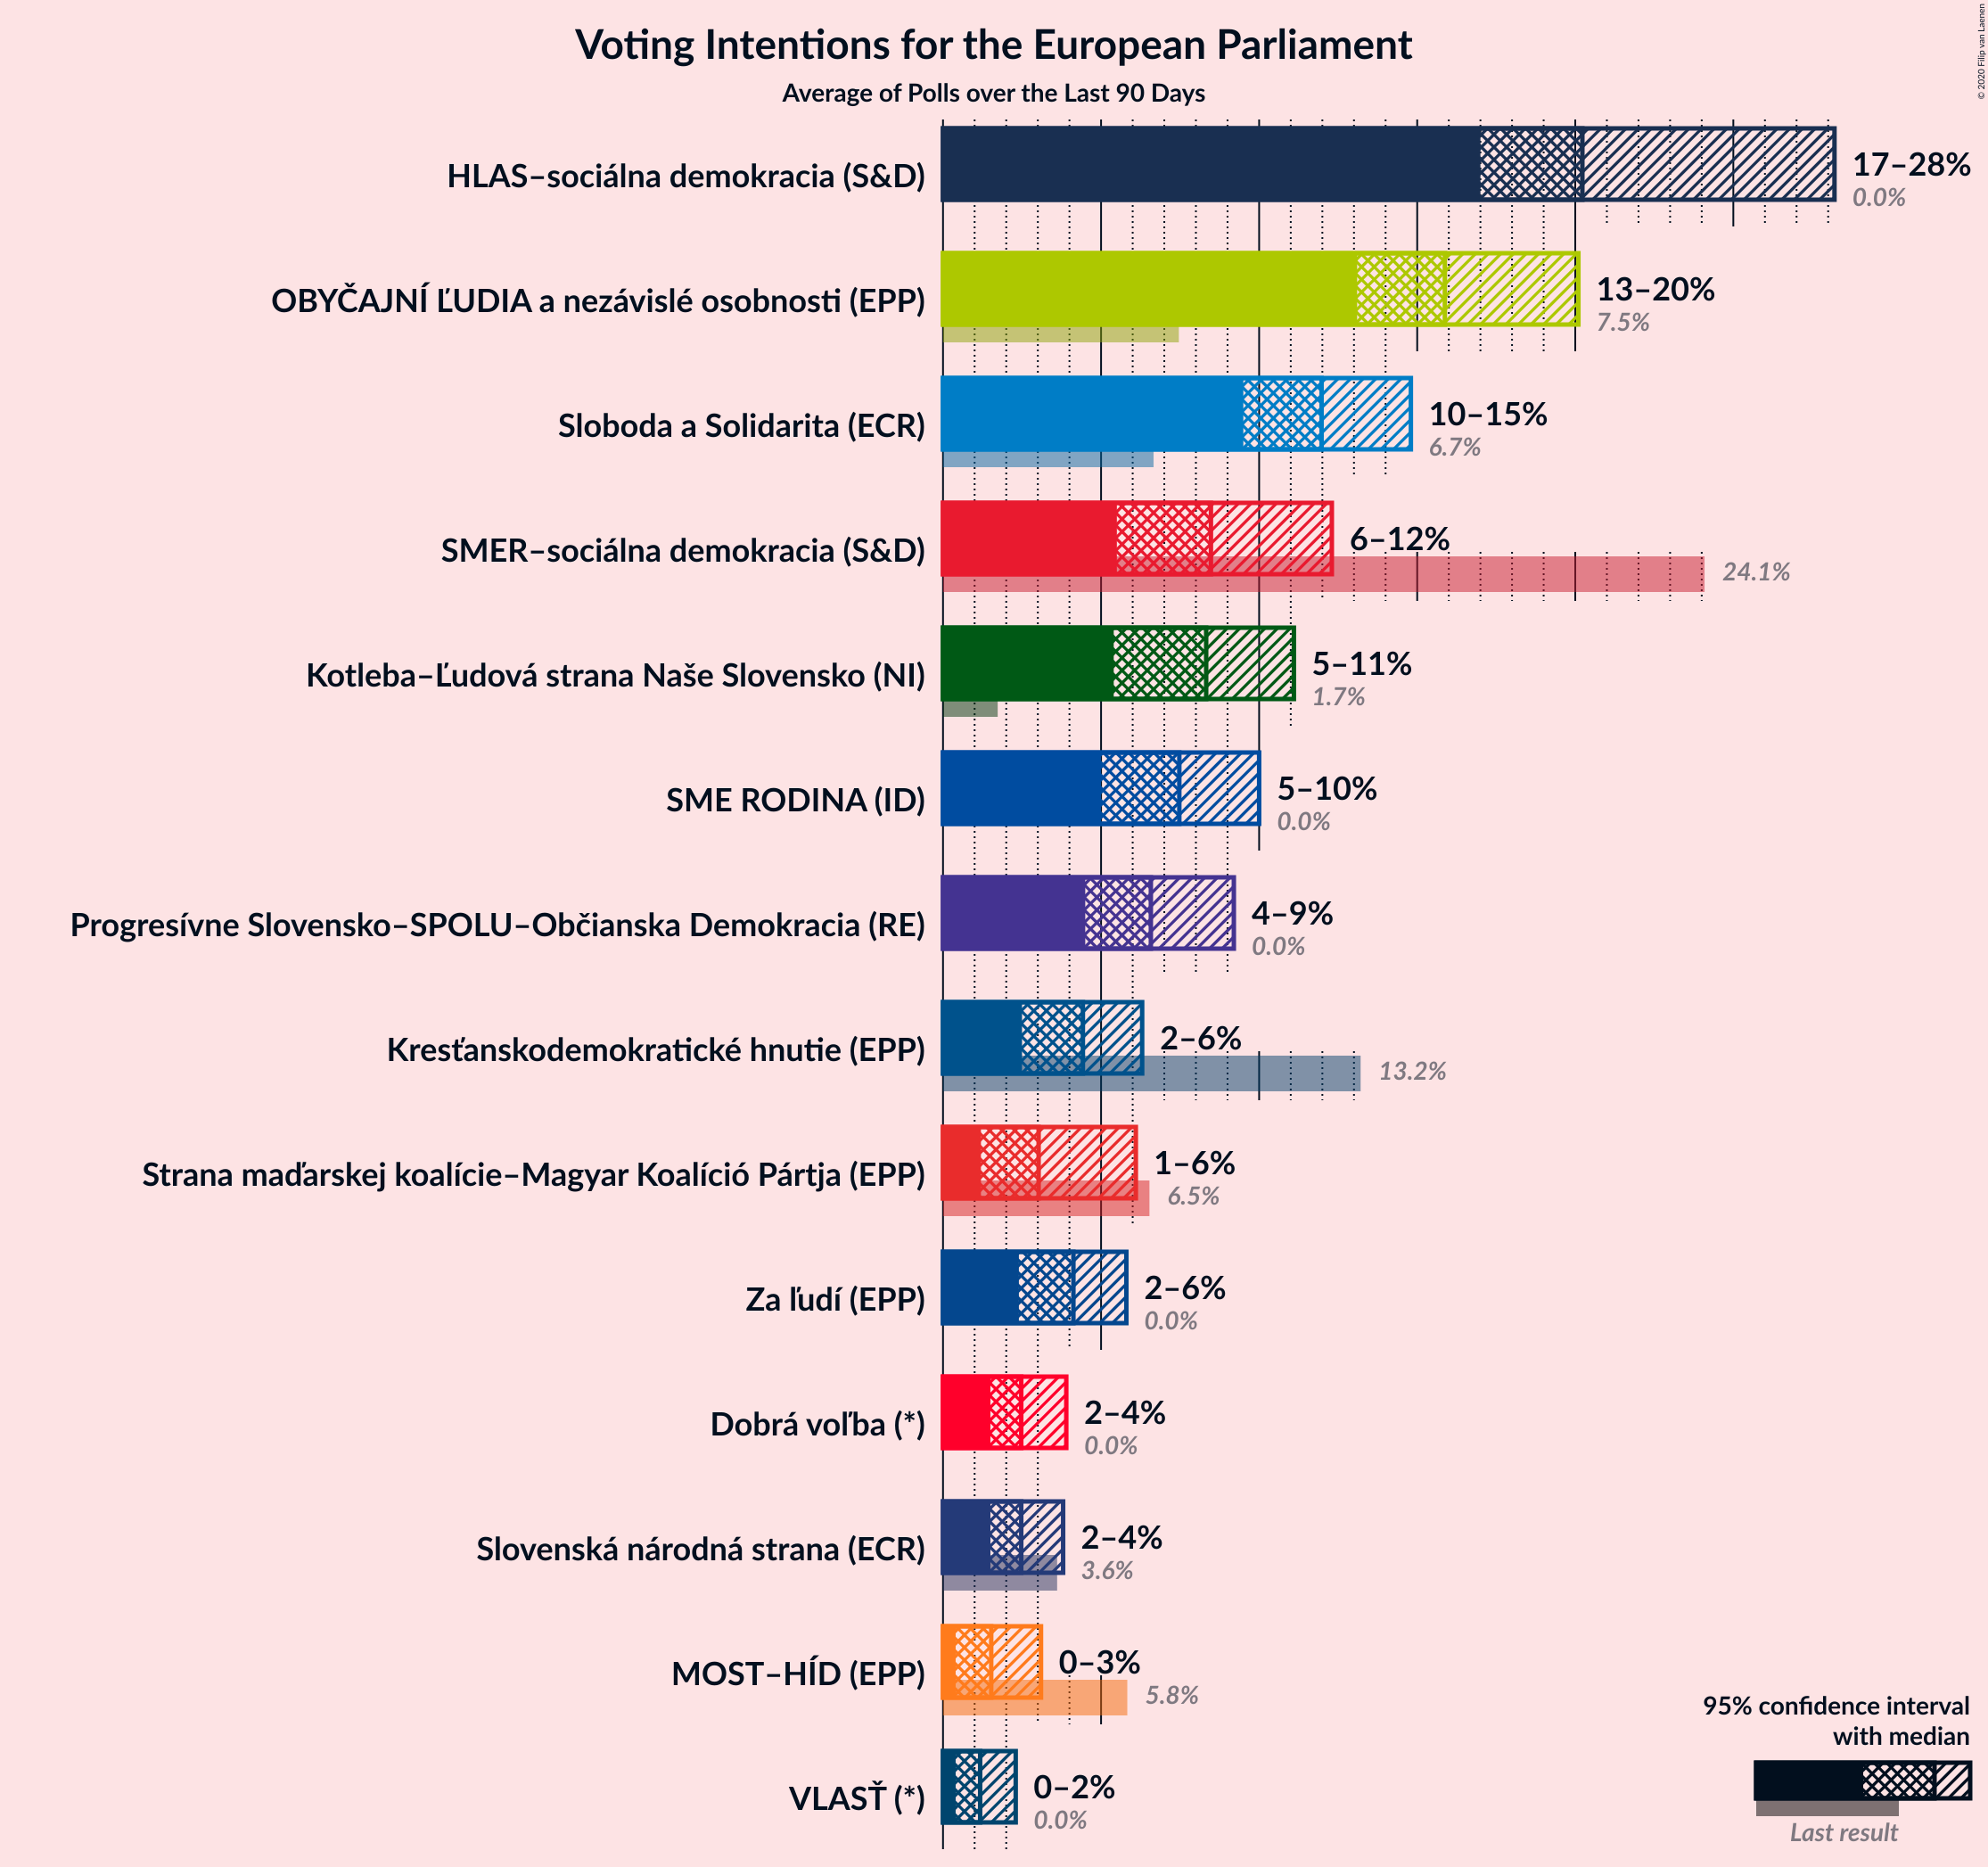 Voting Intentions for the European Parliament
Average of Polls over the Last 90 Days
© 2020 Filip van Laenen
HLAS–sociálna demokracia (S&D)
17–28%
0.0%
OBYČAJNÍ ĽUDIA a nezávislé osobnosti (EPP)
13–20%
7.5%
Sloboda a Solidarita (ECR)
10–15%
6.7%
SMER–sociálna demokracia (S&D)
6–12%
24.1%
Kotleba–Ľudová strana Naše Slovensko (NI)
5–11%
1.7%
SME RODINA (ID)
5–10%
0.0%
Progresívne Slovensko–SPOLU–Občianska Demokracia (RE)
4–9%
0.0%
Kresťanskodemokratické hnutie (EPP)
2–6%
13.2%
Strana maďarskej koalície–Magyar Koalíció Pártja (EPP)
1–6%
6.5%
Za ľudí (EPP)
2–6%
0.0%
Dobrá voľba (*)
2–4%
0.0%
Slovenská národná strana (ECR)
2–4%
3.6%
MOST–HÍD (EPP)
0–3%
5.8%
VLASŤ (*)
0–2%
0.0%
95% confidence interval
with median
Last result